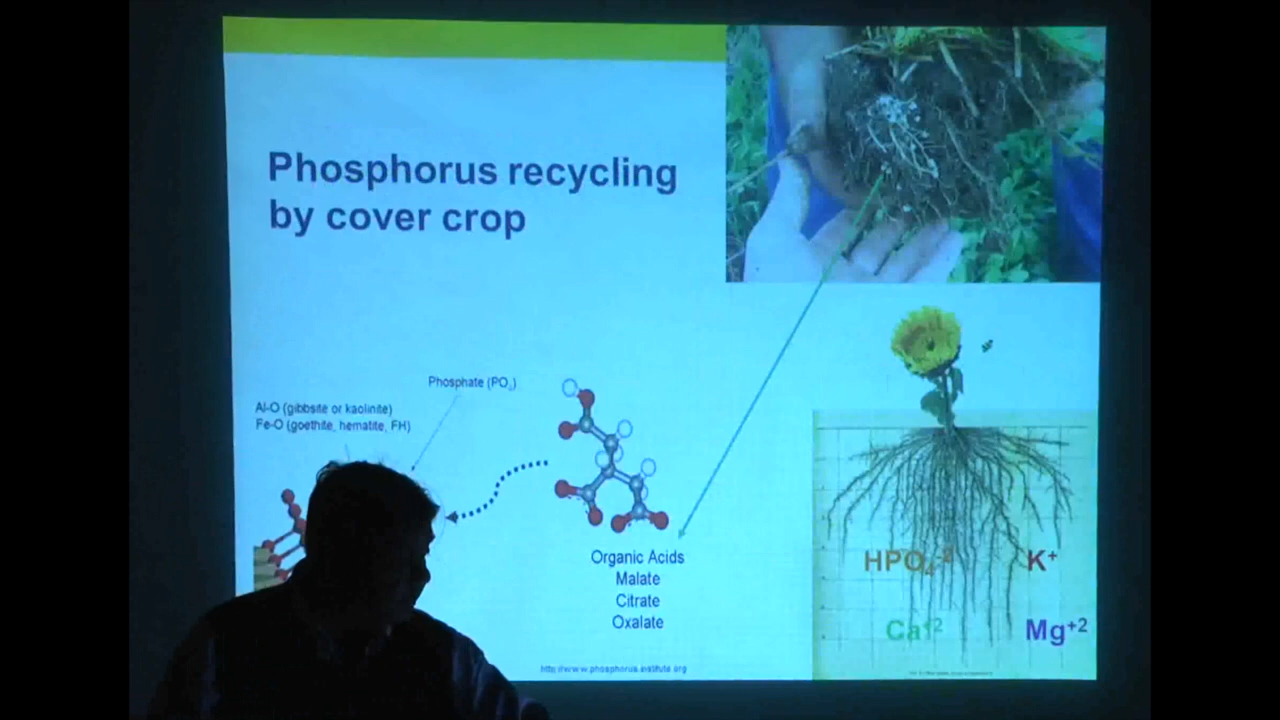 Phosphorus recycling
by cover crop
Phosphate (PO₄)
Al-O (gibbsite or kaolinite)
Fe-O (goethite, hematite, FH)
Organic Acids
Malate
Citrate
Oxalate
HPO₄⁻² K⁺
Ca⁺² Mg⁺²
http://www.phosphorus.institute.org